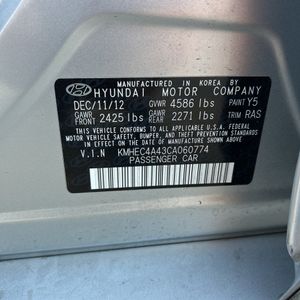 MANUFACTURED IN KOREA
HYUNDAI MOTOR COMPANY
DEC/11/12 GVWR 4586 lbs PAINT Y5
GAWR FRONT 2425 lbs GAWR REAR 2271 lbs TRIM RAS
THIS VEHICLE CONFORMS TO ALL APPLICABLE U.S. FEDERAL
MOTOR VEHICLE SAFETY, BUMPER, AND THEFT PREVENTION
STANDARDS IN EFFECT ON THE DATE OF MANUFACTURE SHOWN ABOVE.
V.I.N KMHEC4A43CA060774
PASSENGER CAR